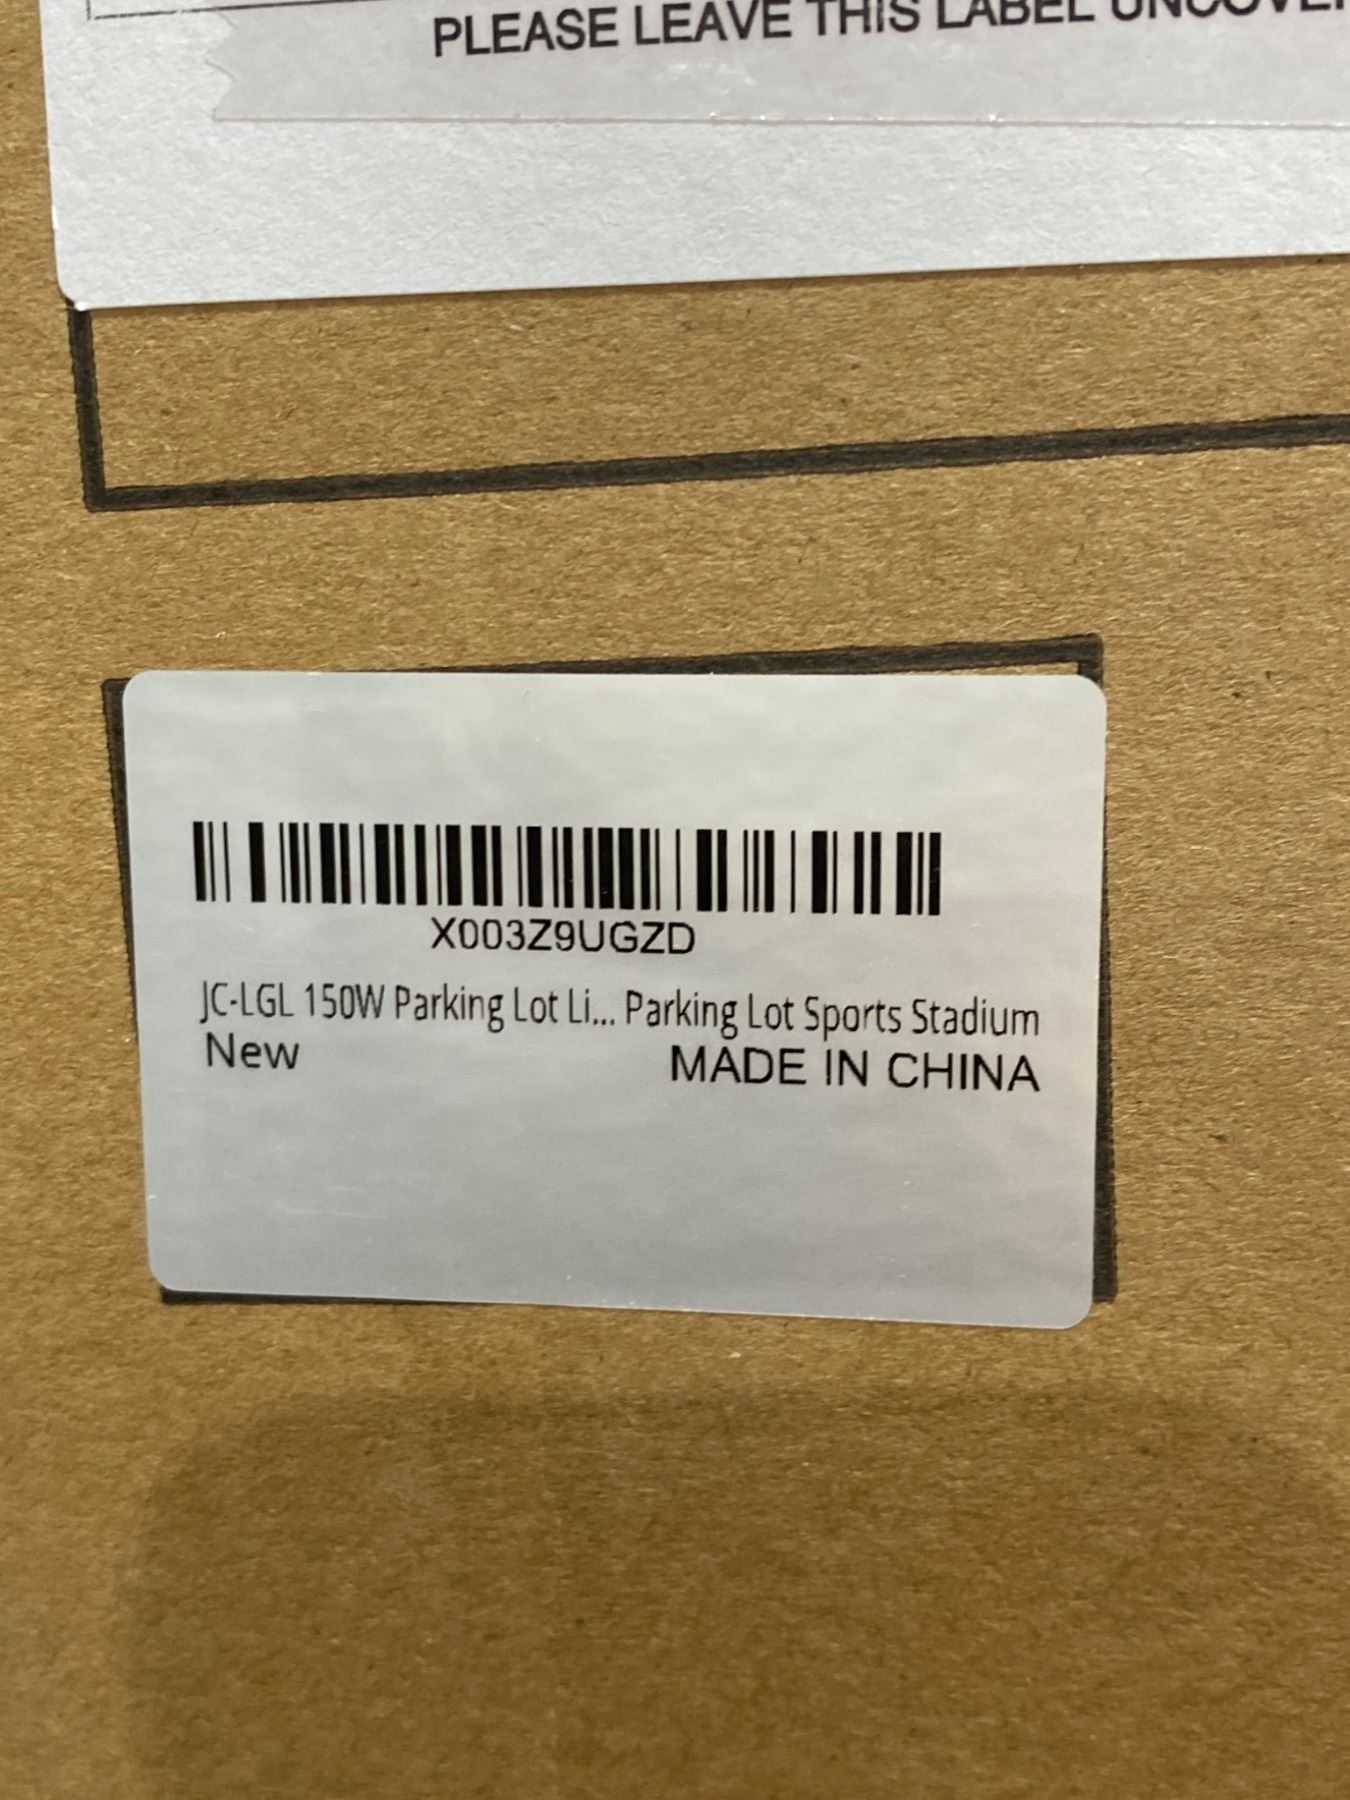 PLEASE LEAVE THIS LABEL
X003Z9UGZD
JC-LGL 150W Parking Lot Li... Parking Lot Sports Stadium
New MADE IN CHINA